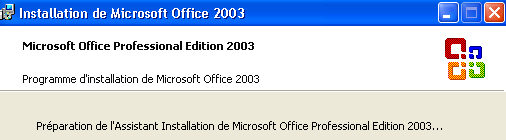 Installation de Microsoft Office 2003
Microsoft Office Professional Edition 2003
Programme d'installation de Microsoft Office 2003
Préparation de l'Assistant Installation de Microsoft Office Professional Edition 2003...